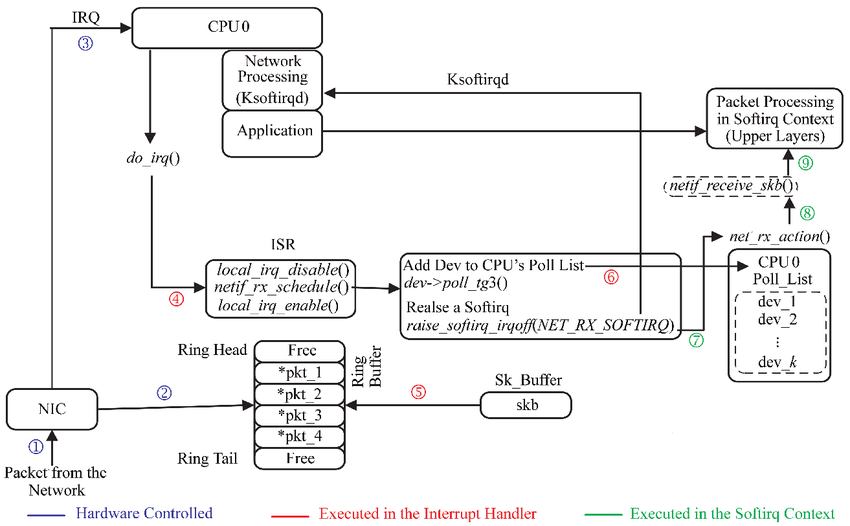 IRQ
③
CPU 0
Network
Processing
(Ksoftirqd)
Application
Ksoftirqd
Packet Processing
in Softirq Context
(Upper Layers)
⑨
netif_receive_skb()
⑧
net_rx_action()
do_irq()
④
ISR
local_irq_disable()
netif_rx_schedule()
local_irq_enable()
Add Dev to CPU's Poll List
dev->poll_tg3()
Realse a Softirq
raise_softirq_irqoff(NET_RX_SOFTIRQ)
⑥
⑦
CPU 0
Poll_List
dev_1
dev_2
⋮
dev_k
Ring Head
Free
*pkt_1
*pkt_2
*pkt_3
*pkt_4
Free
Ring Tail
Ring
Buffer
⑤
Sk_Buffer
skb
NIC
②
①
Packet from the
Network
Hardware Controlled
Executed in the Interrupt Handler
Executed in the Softirq Context